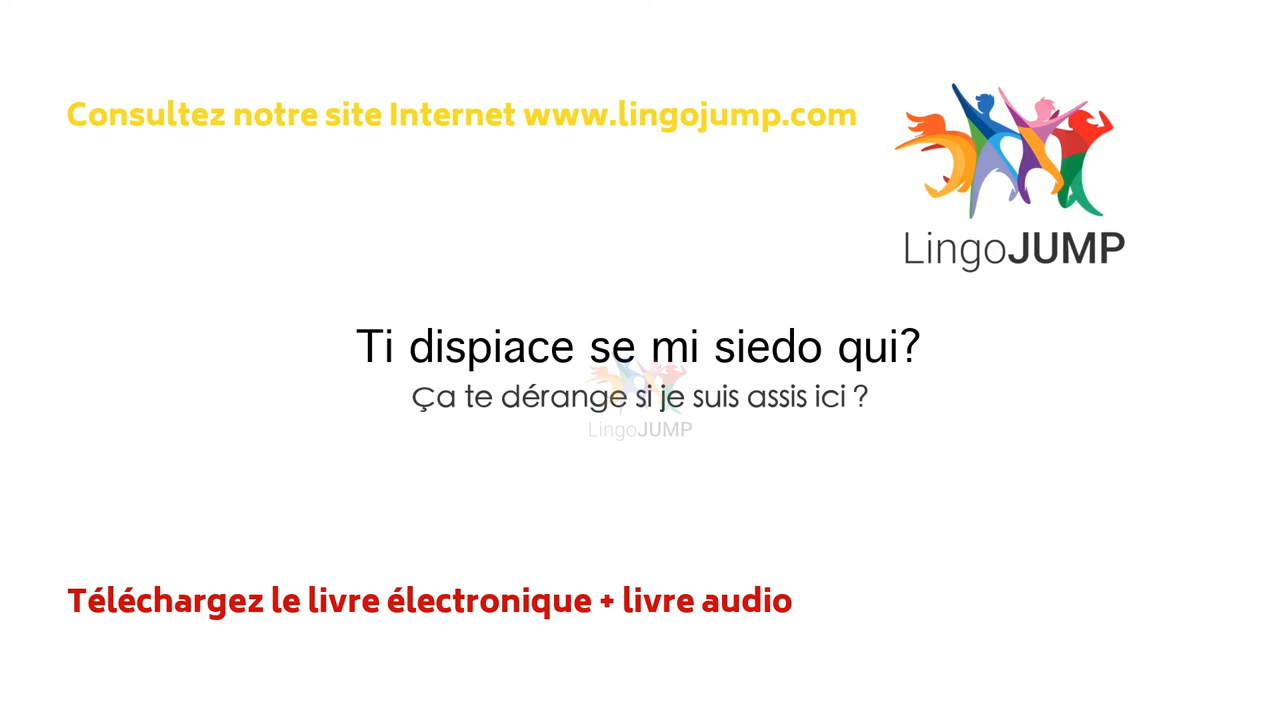 Consultez notre site Internet www.lingojump.com
LingoJUMP
Ti dispiace se mi siedo qui?
Ça te dérange si je suis assis ici ?
LingoJUMP
Téléchargez le livre électronique + livre audio